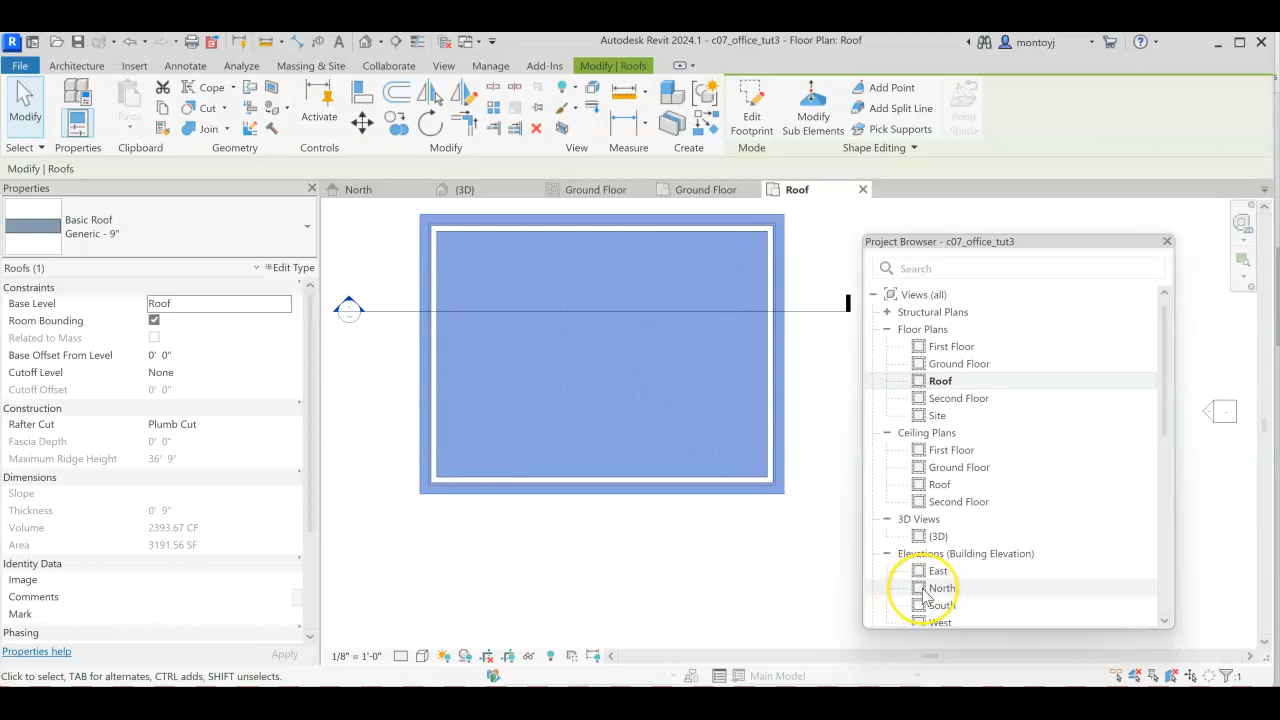 Autodesk Revit 2024.1 - c07_office_tut3 - Floor Plan: Roof
montoyj
File Architecture Insert Annotate Analyze Massing & Site Collaborate View Manage Add-Ins Modify | Roofs
Modify
Select
Properties
Paste
Clipboard
Cope
Cut
Join
Geometry
Activate
Controls
Modify
View
Measure
Create
Edit Footprint
Mode
Modify Sub Elements
Add Point
Add Split Line
Pick Supports
Reset Shape
Shape Editing
Modify | Roofs
Properties
Basic Roof
Generic - 9"
Roofs (1) Edit Type
Constraints
Base Level Roof
Room Bounding
Related to Mass
Base Offset From Level 0' 0"
Cutoff Level None
Cutoff Offset 0' 0"
Construction
Rafter Cut Plumb Cut
Fascia Depth 0' 0"
Maximum Ridge Height 36' 9"
Dimensions
Slope
Thickness 0' 9"
Volume 2393.67 CF
Area 3191.56 SF
Identity Data
Image
Comments
Mark
Phasing
Properties help Apply
North (3D) Ground Floor Ground Floor Roof
Project Browser - c07_office_tut3
Search
Views (all)
Structural Plans
Floor Plans
First Floor
Ground Floor
Roof
Second Floor
Site
Ceiling Plans
First Floor
Ground Floor
Roof
Second Floor
3D Views
(3D)
Elevations (Building Elevation)
East
North
South
West
1/8" = 1'-0"
Click to select, TAB for alternates, CTRL adds, SHIFT unselects.
Main Model
:1